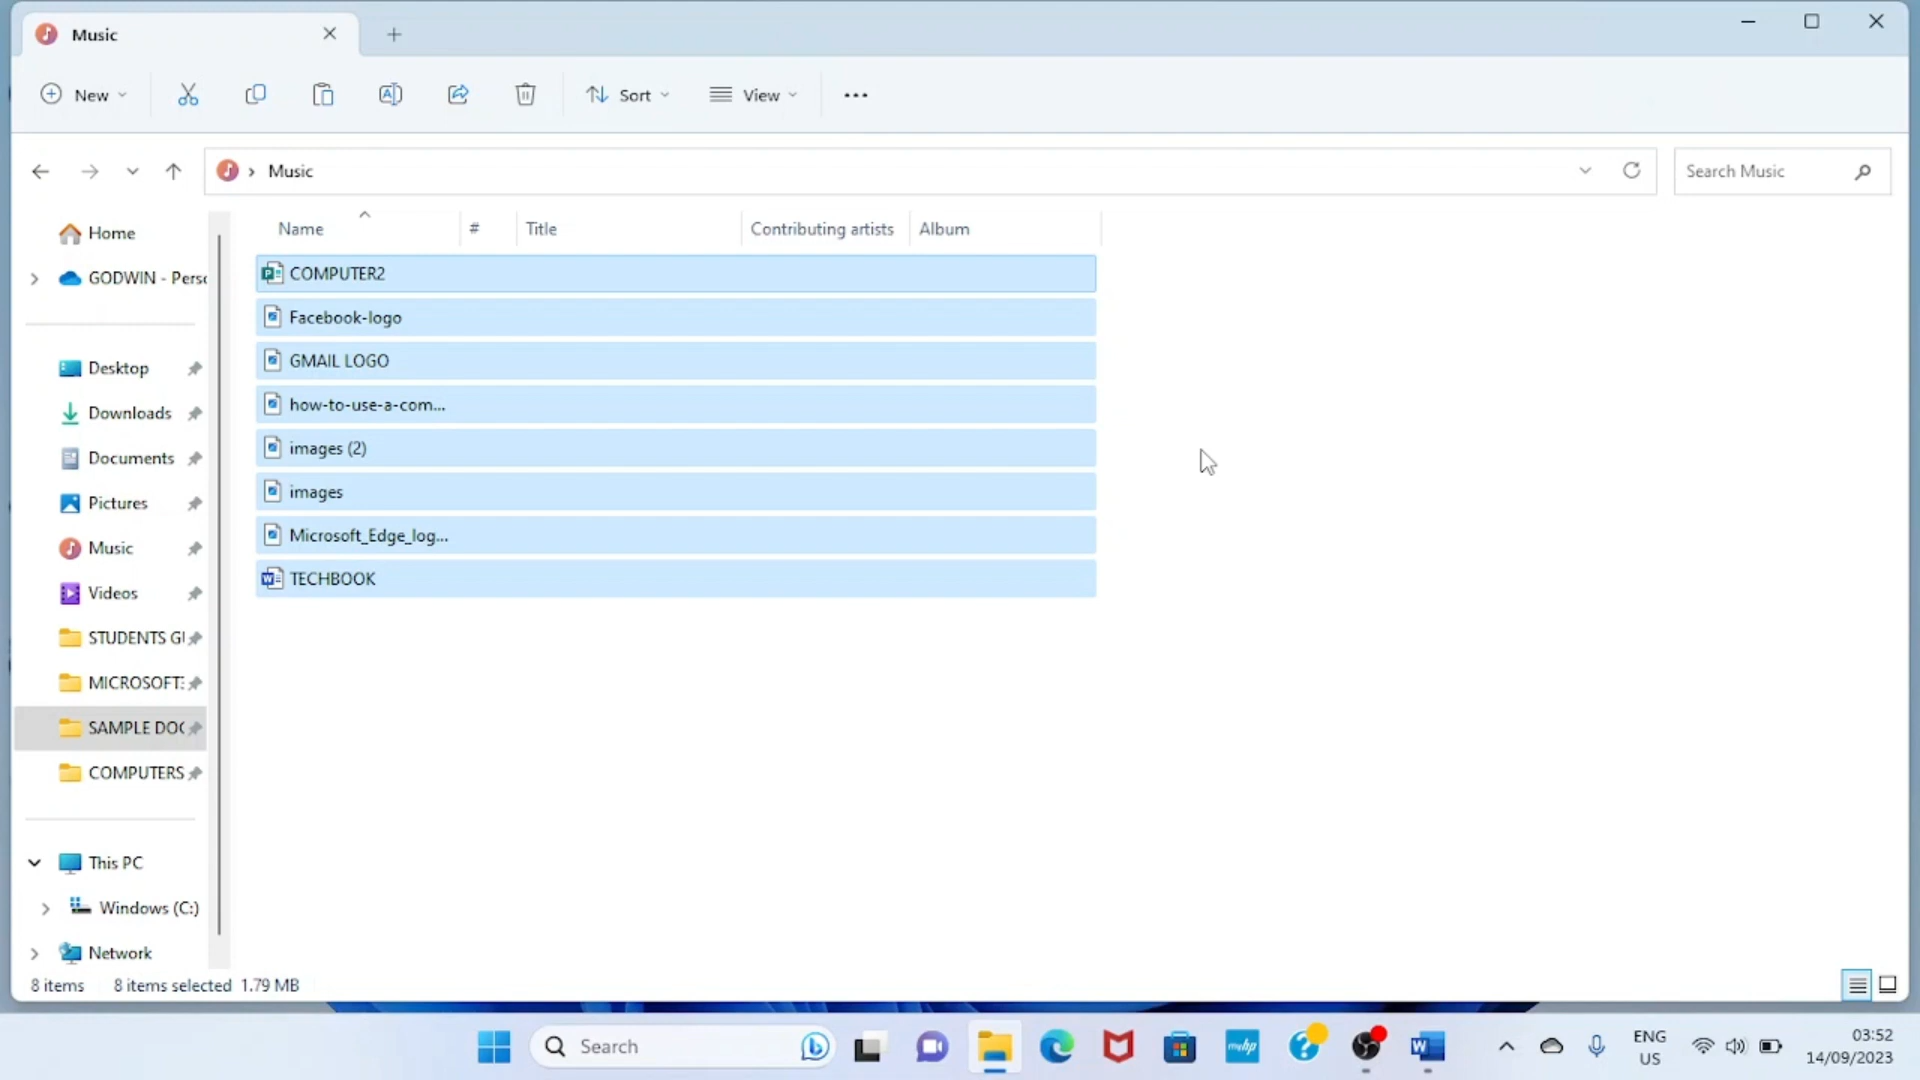 Music
New Sort View
Music
Search Music
Home
GODWIN - Perso
Desktop
Downloads
Documents
Pictures
Music
Videos
STUDENTS GU
MICROSOFT
SAMPLE DOC
COMPUTERS
This PC
Windows (C:)
Network
Name # Title Contributing artists Album
COMPUTER2
Facebook-logo
GMAIL LOGO
how-to-use-a-com...
images (2)
images
Microsoft_Edge_log...
TECHBOOK
8 items 8 items selected 1.79 MB
Search
myhp
ENG
US
03:52
14/09/2023